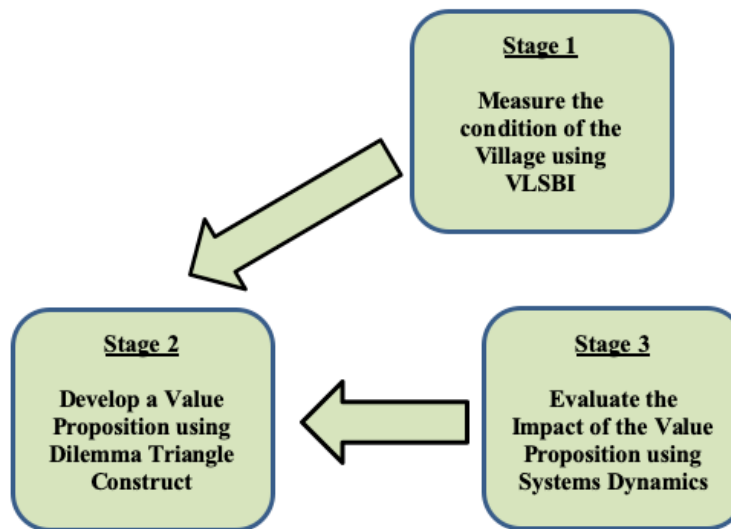 Stage 1
Measure the
condition of the
Village using
VLSBI
Stage 2
Develop a Value
Proposition using
Dilemma Triangle
Construct
Stage 3
Evaluate the
Impact of the Value
Proposition using
Systems Dynamics